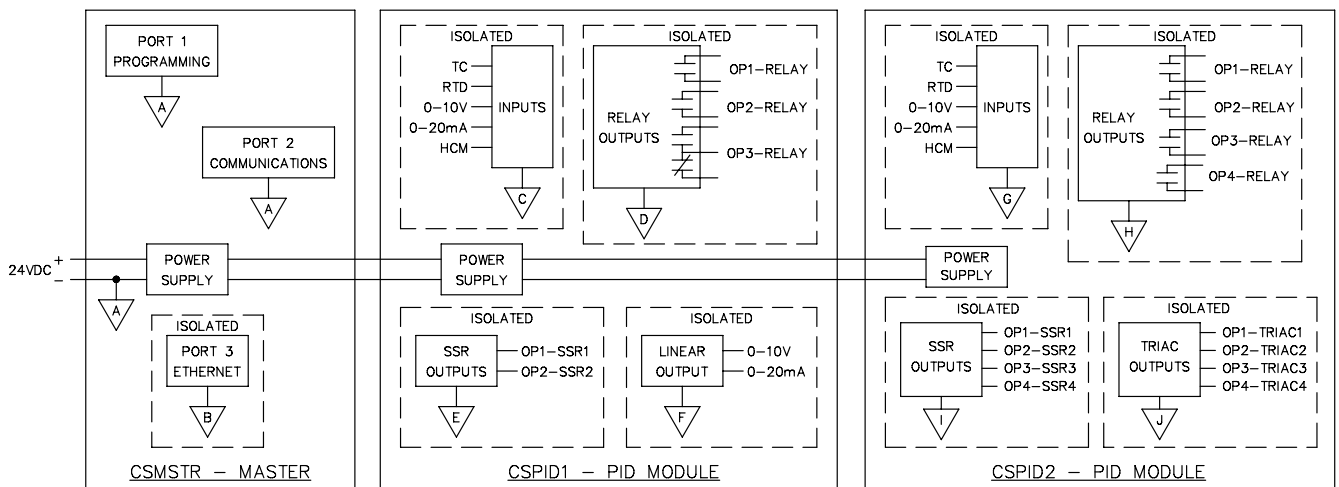 PORT 1
PROGRAMMING
A
PORT 2
COMMUNICATIONS
A
24VDC
+
−
A
POWER
SUPPLY
ISOLATED
PORT 3
ETHERNET
B
CSMSTR − MASTER
ISOLATED
TC
RTD
0−10V
0−20mA
HCM
INPUTS
C
ISOLATED
RELAY
OUTPUTS
OP1−RELAY
OP2−RELAY
OP3−RELAY
D
POWER
SUPPLY
ISOLATED
SSR
OUTPUTS
OP1−SSR1
OP2−SSR2
E
ISOLATED
LINEAR
OUTPUT
0−10V
0−20mA
F
CSPID1 − PID MODULE
ISOLATED
TC
RTD
0−10V
0−20mA
HCM
INPUTS
G
ISOLATED
RELAY
OUTPUTS
OP1−RELAY
OP2−RELAY
OP3−RELAY
OP4−RELAY
H
POWER
SUPPLY
ISOLATED
SSR
OUTPUTS
OP1−SSR1
OP2−SSR2
OP3−SSR3
OP4−SSR4
I
ISOLATED
TRIAC
OUTPUTS
OP1−TRIAC1
OP2−TRIAC2
OP3−TRIAC3
OP4−TRIAC4
J
CSPID2 − PID MODULE